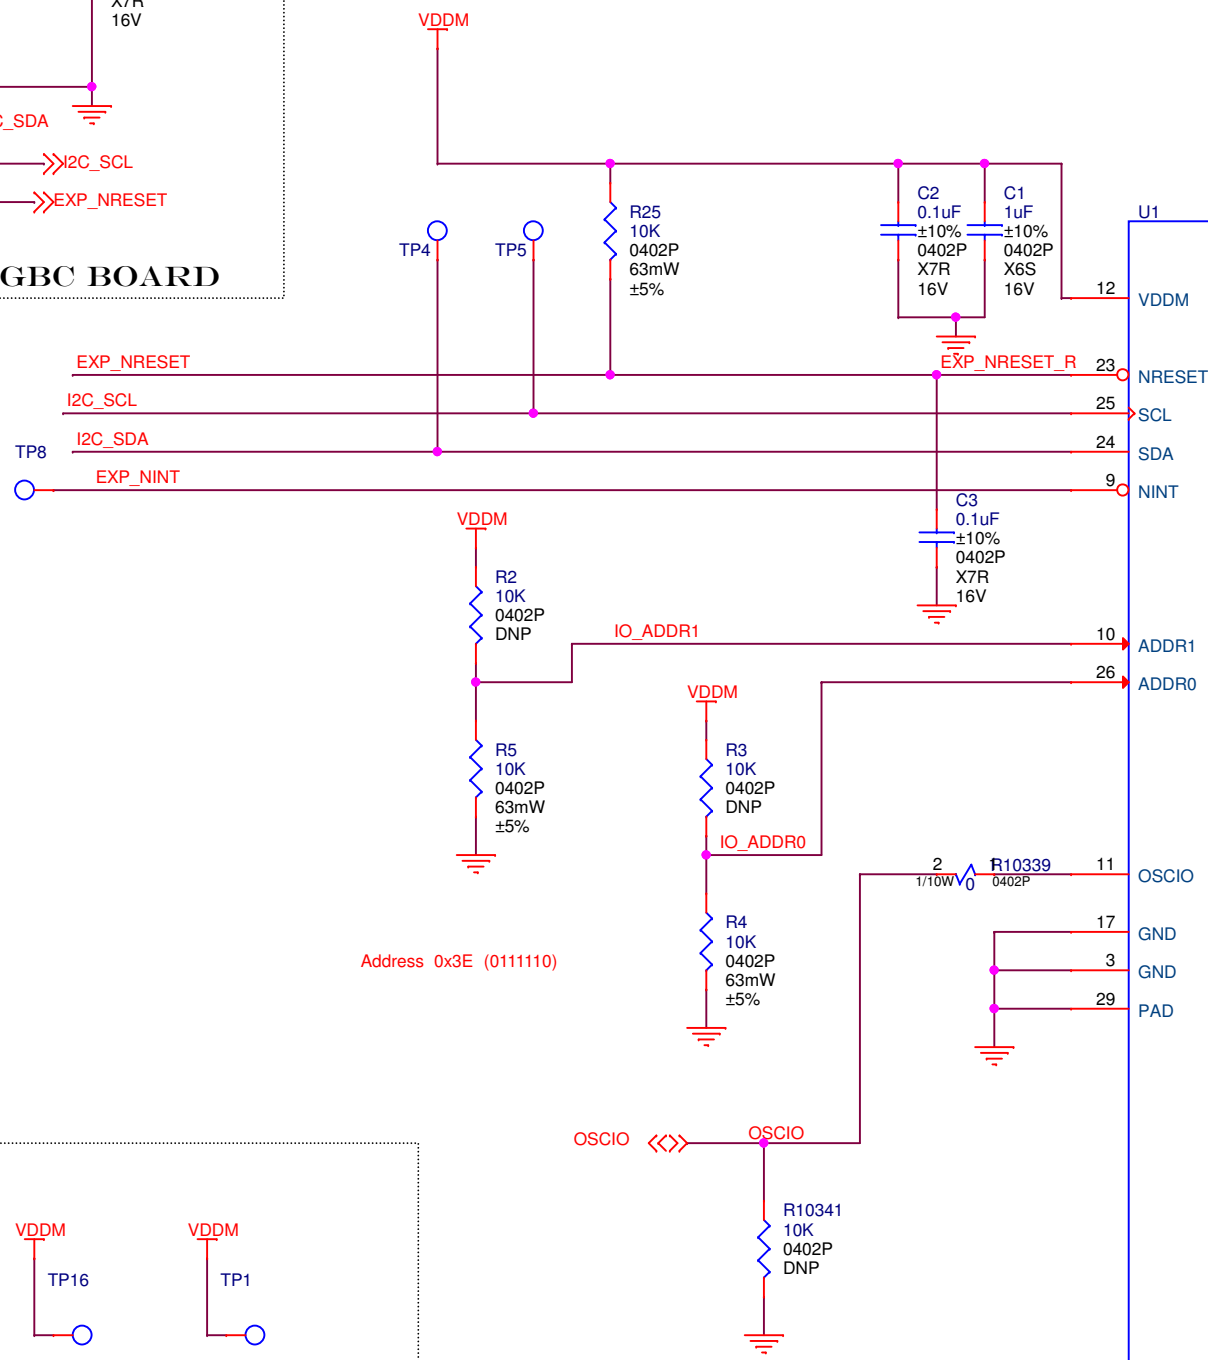 X7R
16V
C_SDA
I2C_SCL
EXP_NRESET
GBC BOARD
VDDM
TP4
TP5
R25
10K
0402P
63mW
±5%
C2
0.1uF
±10%
0402P
X7R
16V
C1
1uF
±10%
0402P
X6S
16V
U1
12
VDDM
EXP_NRESET
EXP_NRESET_R
23
NRESET
I2C_SCL
25
SCL
TP8
I2C_SDA
24
SDA
EXP_NINT
9
NINT
C3
0.1uF
±10%
0402P
X7R
16V
VDDM
R2
10K
0402P
DNP
IO_ADDR1
10
ADDR1
26
ADDR0
VDDM
R5
10K
0402P
63mW
±5%
R3
10K
0402P
DNP
IO_ADDR0
2
1
R10339
1/10W
0
0402P
11
OSCIO
R4
10K
0402P
63mW
±5%
17
GND
3
GND
29
PAD
Address 0x3E (0111110)
OSCIO
OSCIO
R10341
10K
0402P
DNP
VDDM
TP16
VDDM
TP1